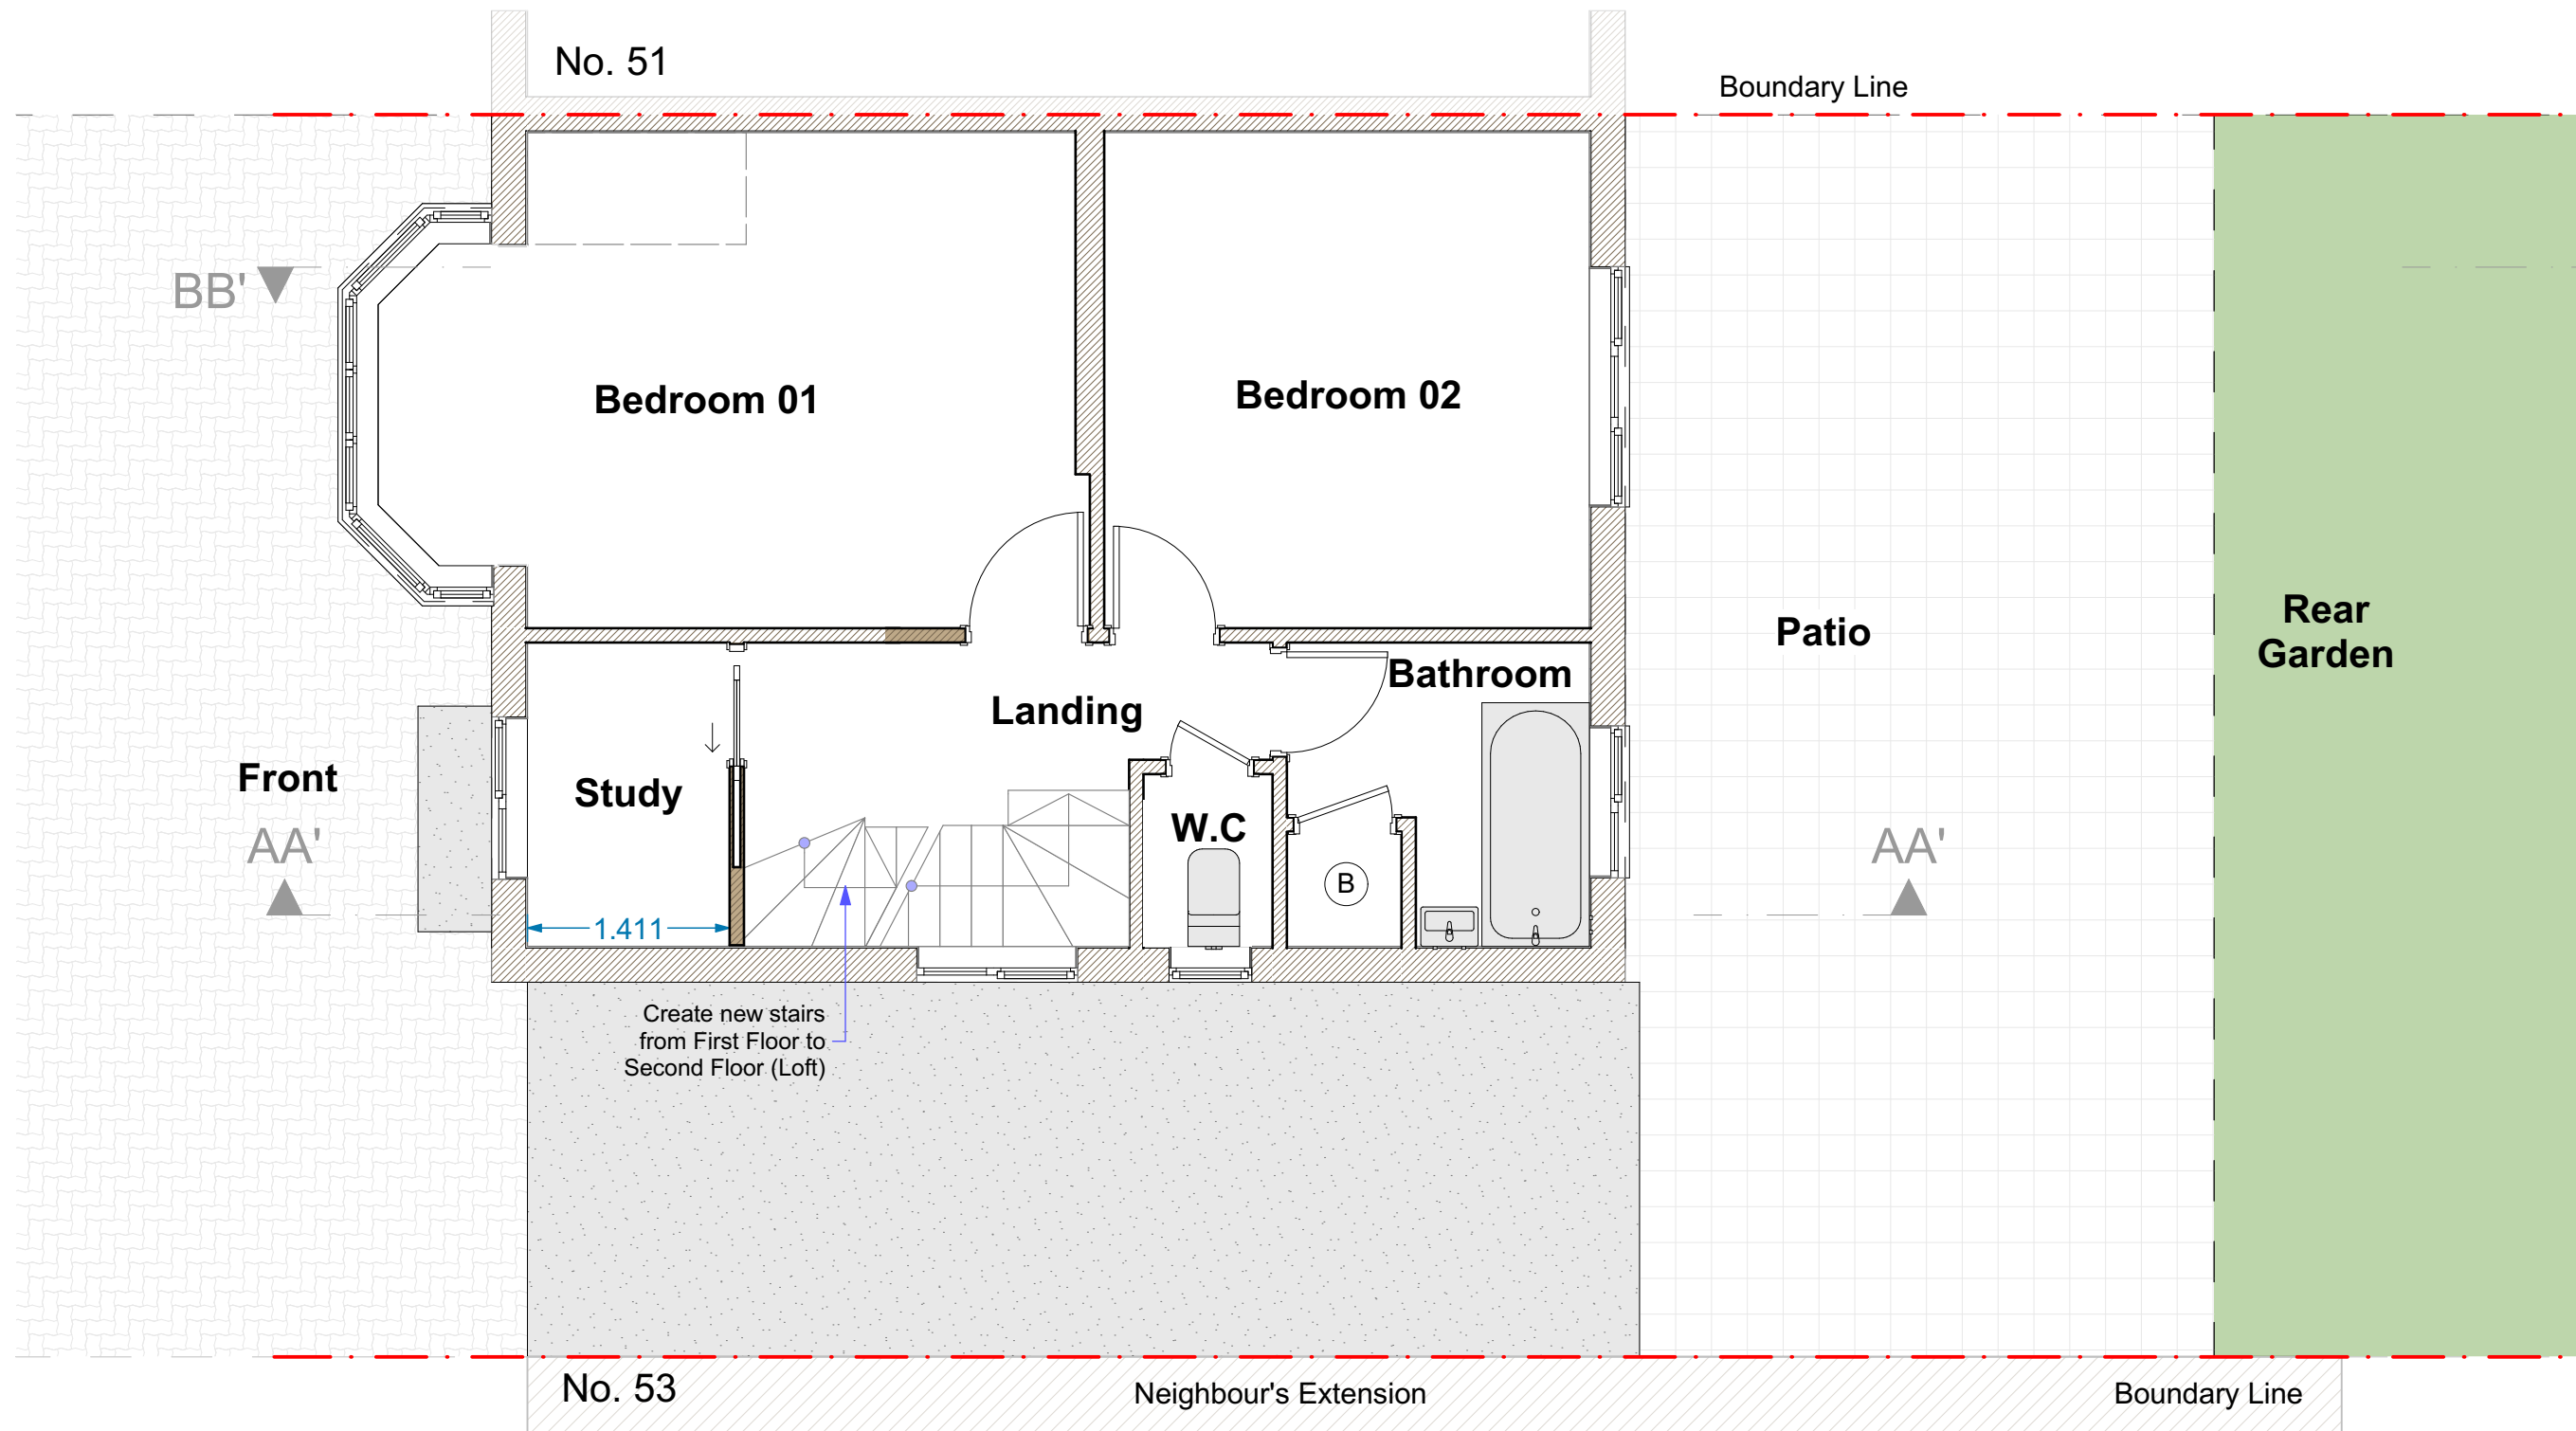 No. 51
Boundary Line
BB'
Bedroom 01
Bedroom 02
Rear
Garden
Patio
Bathroom
Landing
Front
Study
W.C
AA'
AA'
B
1.411
Create new stairs
from First Floor to
Second Floor (Loft)
No. 53
Neighbour's Extension
Boundary Line